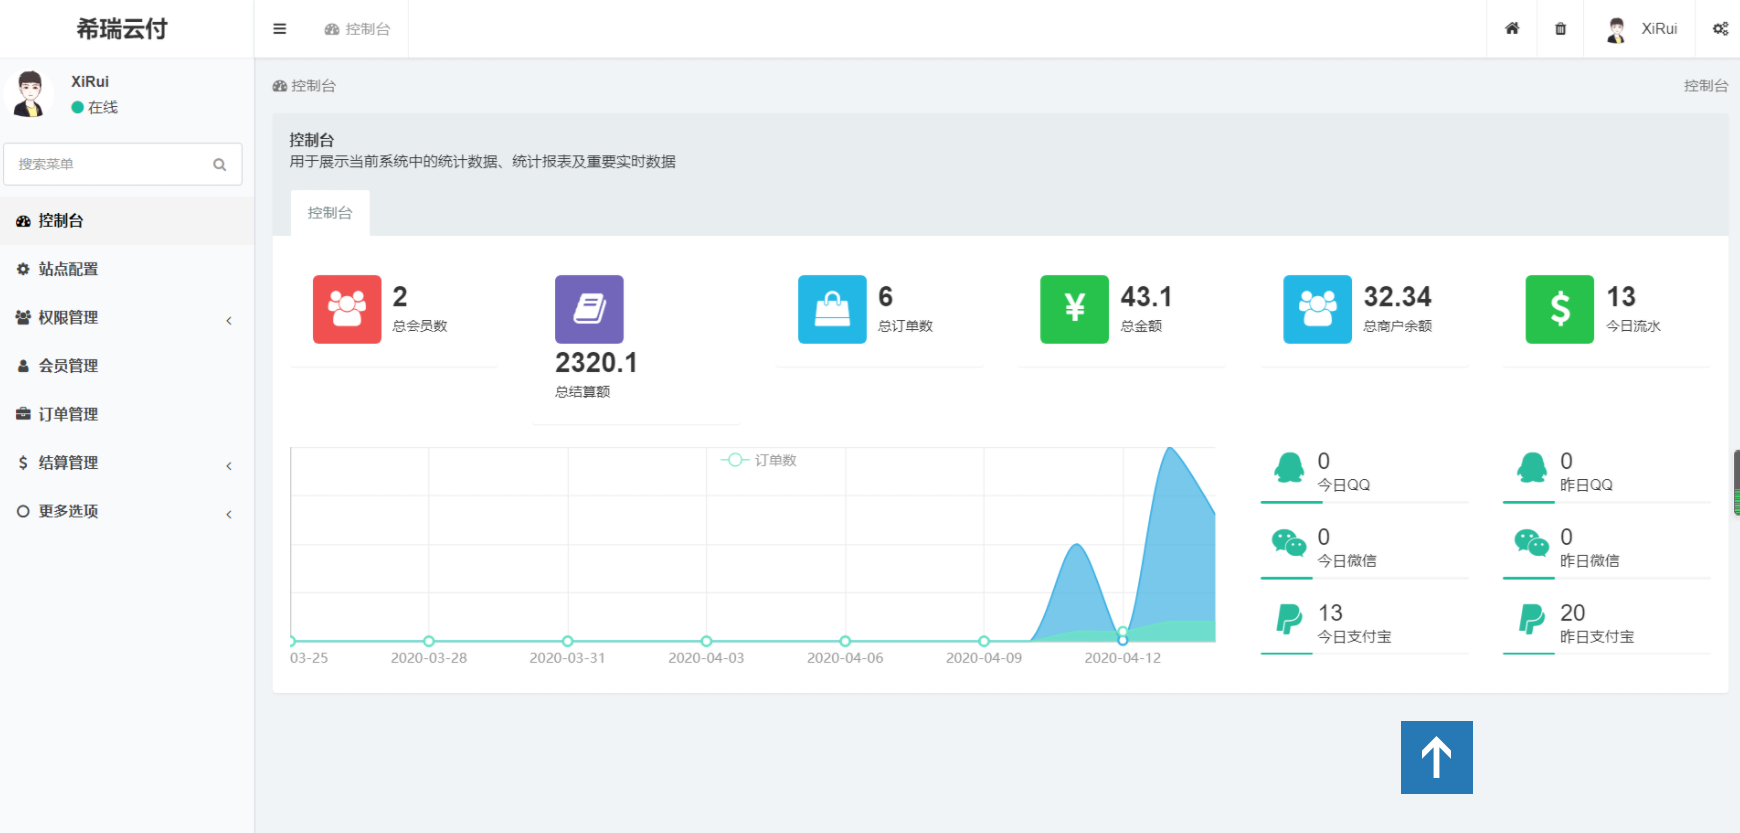 希瑞云付
控制台
XiRui
XiRui
在线
搜索菜单
控制台
站点配置
权限管理
会员管理
订单管理
结算管理
更多选项
控制台
控制台
控制台
用于展示当前系统中的统计数据、统计报表及重要实时数据
控制台
2
总会员数
2320.1
总结算额
6
总订单数
43.1
总金额
32.34
总商户余额
13
今日流水
订单数
03-25
2020-03-28
2020-03-31
2020-04-03
2020-04-06
2020-04-09
2020-04-12
0
今日QQ
0
昨日QQ
0
今日微信
0
昨日微信
13
今日支付宝
20
昨日支付宝